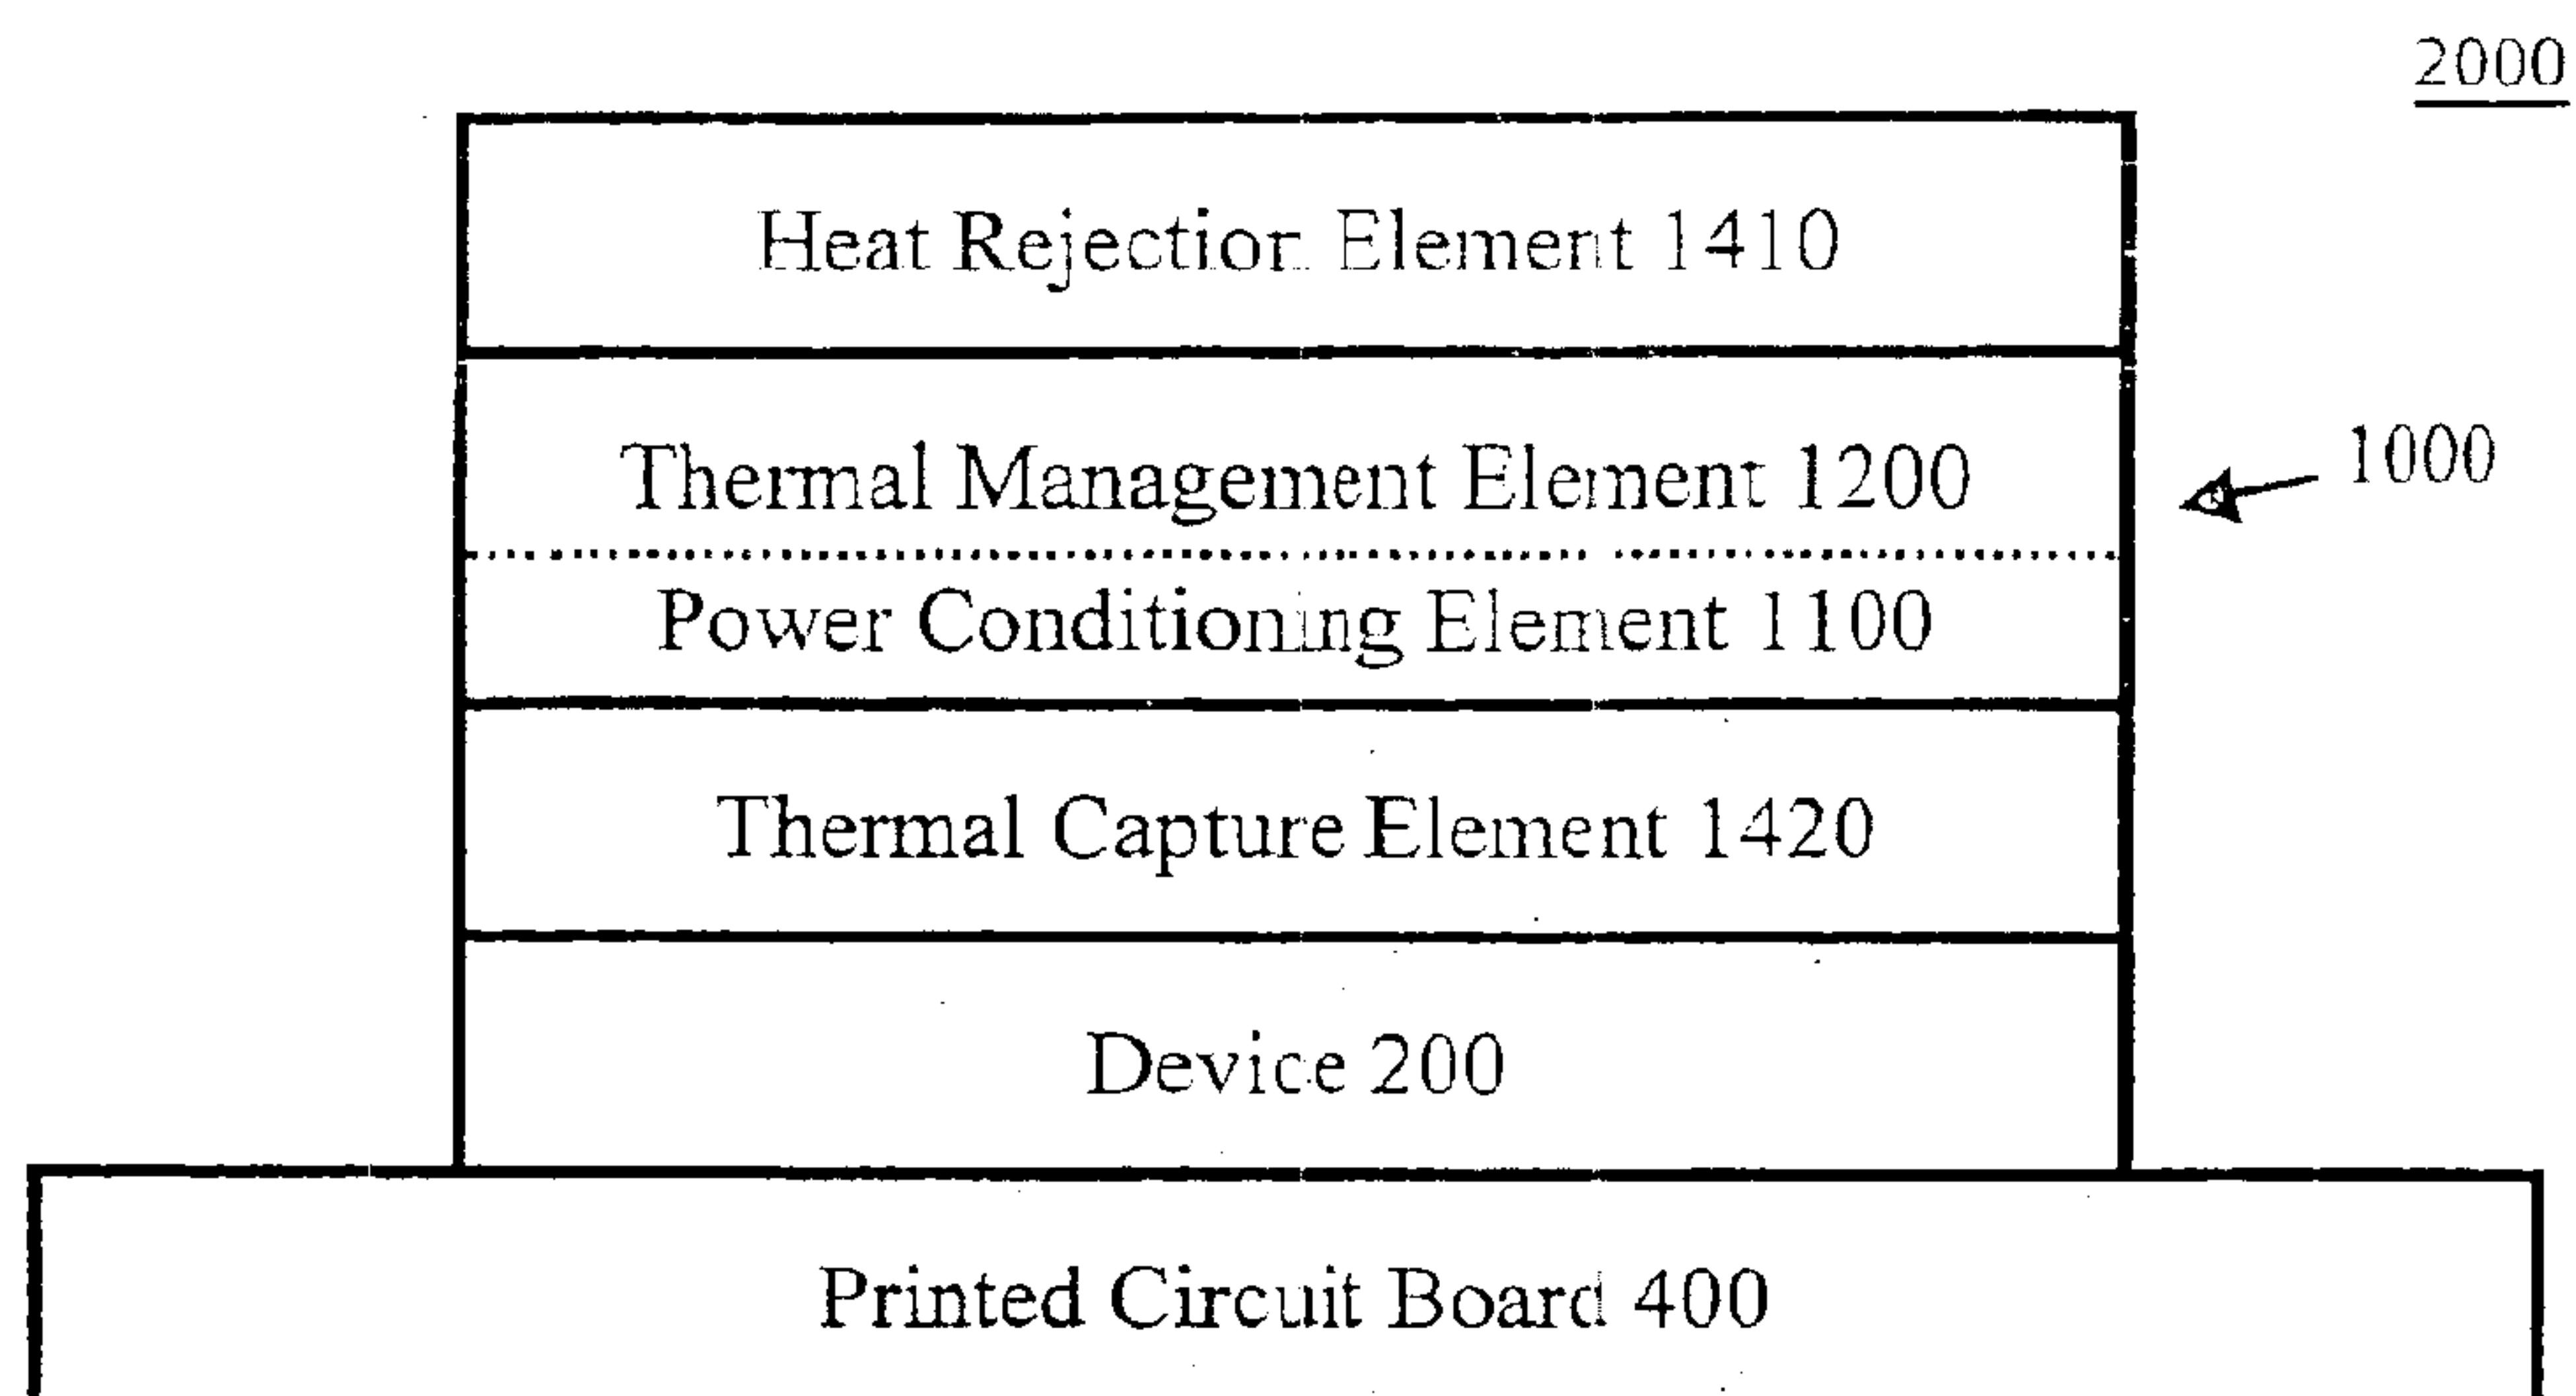 2000
Heat Rejection Element 1410
Thermal Management Element 1200
1000
Power Conditioning Element 1100
Thermal Capture Element 1420
Device 200
Printed Circuit Board 400